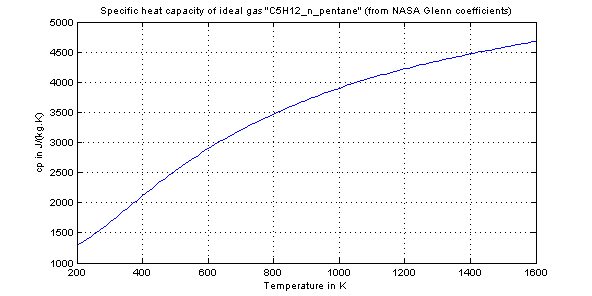 Specific heat capacity of ideal gas "C5H12_n_pentane" (from NASA Glenn coefficients)
5000
4500
4000
3500
3000
2500
2000
1500
1000
cp in J/(kg.K)
200 400 600 800 1000 1200 1400 1600
Temperature in K